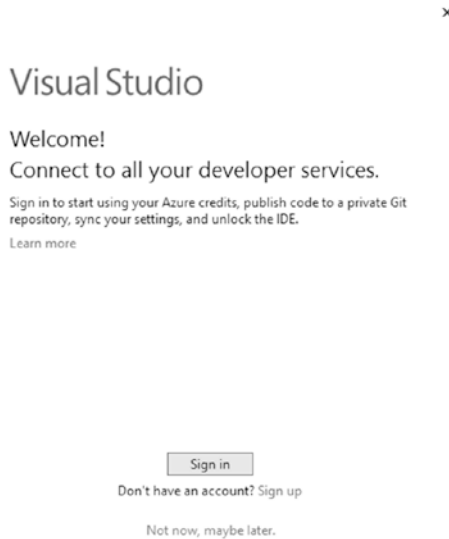 Visual Studio
Welcome!
Connect to all your developer services.
Sign in to start using your Azure credits, publish code to a private Git
repository, sync your settings, and unlock the IDE.
Learn more
Sign in
Don't have an account? Sign up
Not now, maybe later.